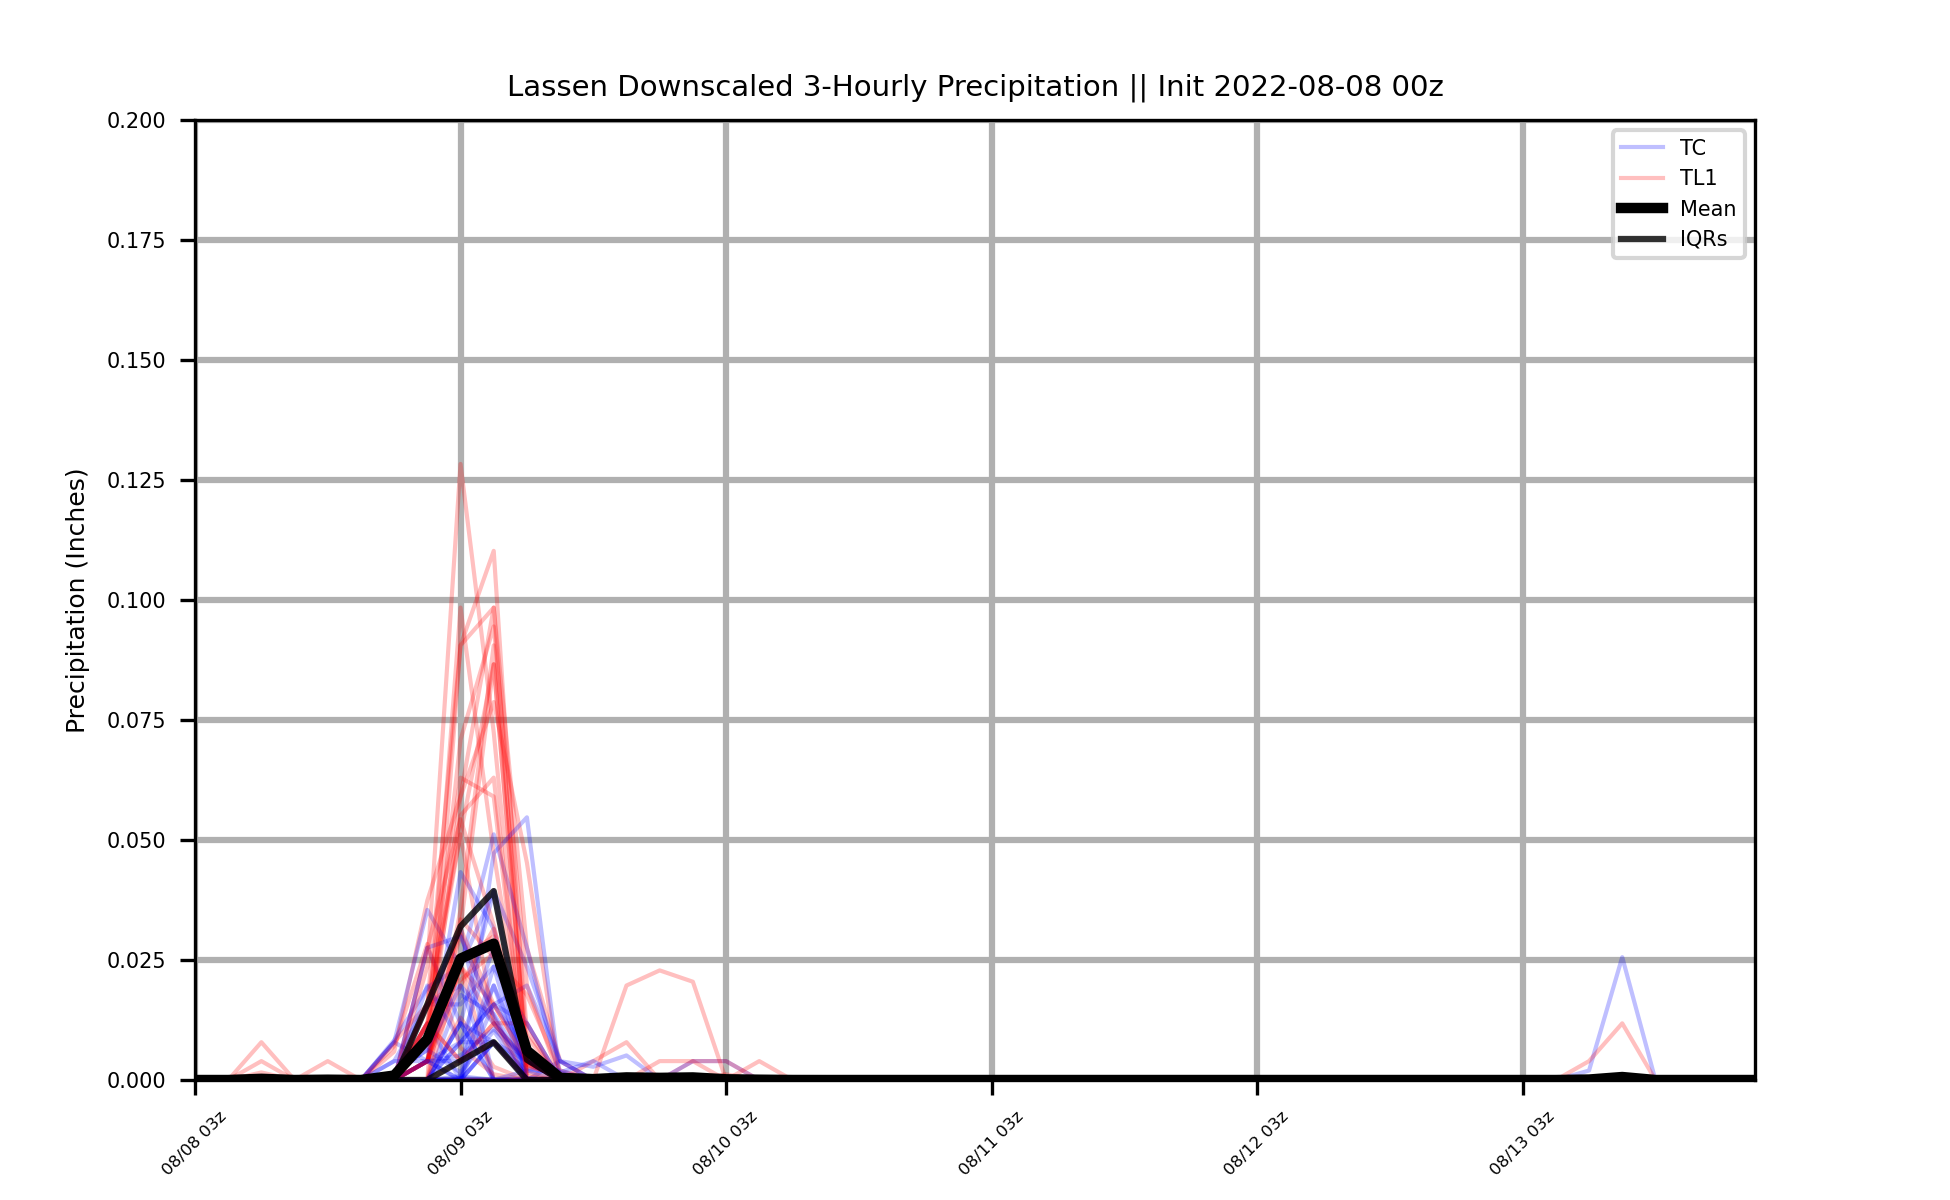 Lassen Downscaled 3-Hourly Precipitation || Init 2022-08-08 00z
TC
TL1
Mean
IQRs
Precipitation (Inches)
0.200
0.175
0.150
0.125
0.100
0.075
0.050
0.025
0.000
08/08 03z
08/09 03z
08/10 03z
08/11 03z
08/12 03z
08/13 03z